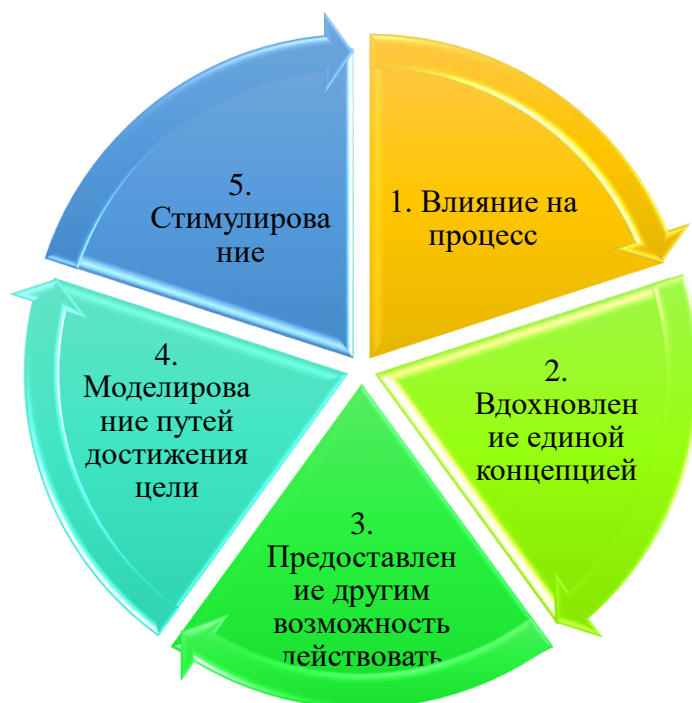 1. Влияние на
процесс
2.
Вдохновлен
ие единой
концепцией
3.
Предоставлен
ие другим
возможность
действовать
4.
Моделирова
ние путей
достижения
цели
5.
Стимулирова
ние